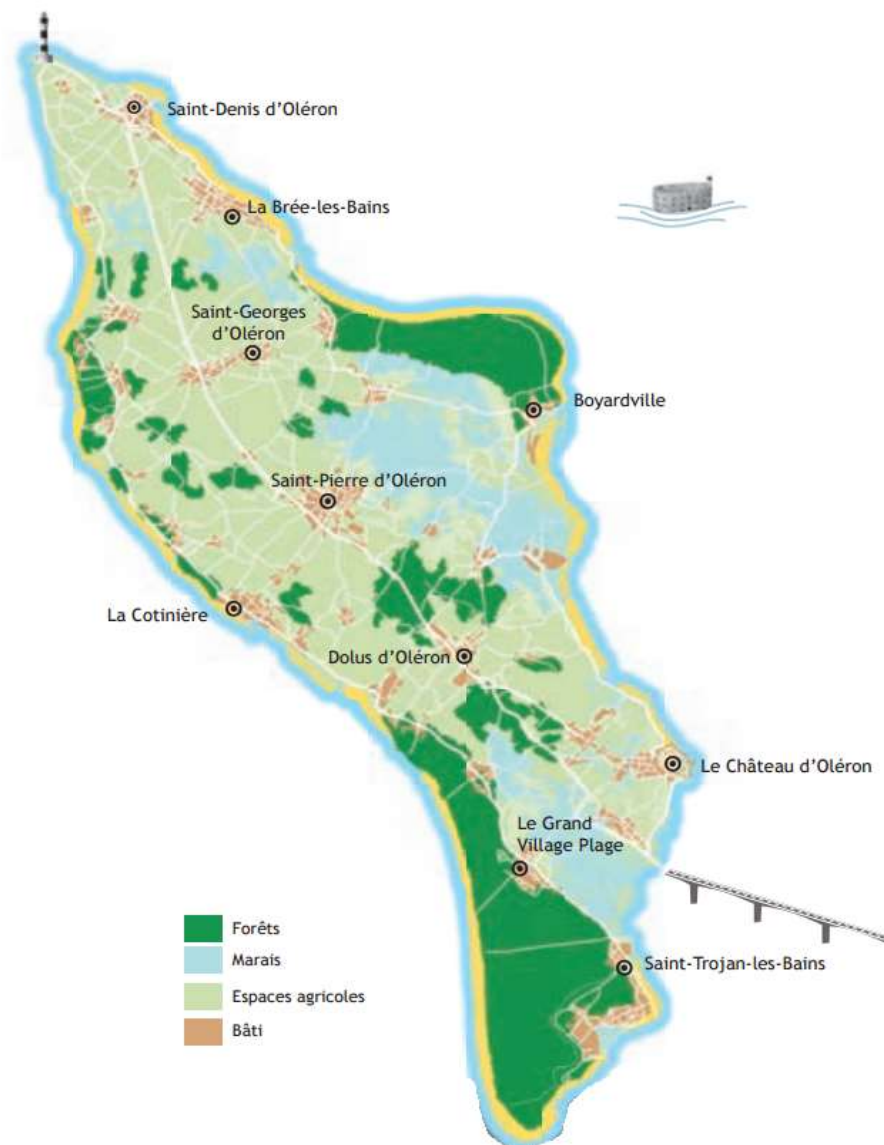 Saint-Denis d’Oléron
La Brée-les-Bains
Saint-Georges
d’Oléron
Boyardville
Saint-Pierre d’Oléron
La Cotinière
Dolus d’Oléron
Le Château d’Oléron
Le Grand
Village Plage
Saint-Trojan-les-Bains
Forêts
Marais
Espaces agricoles
Bâti